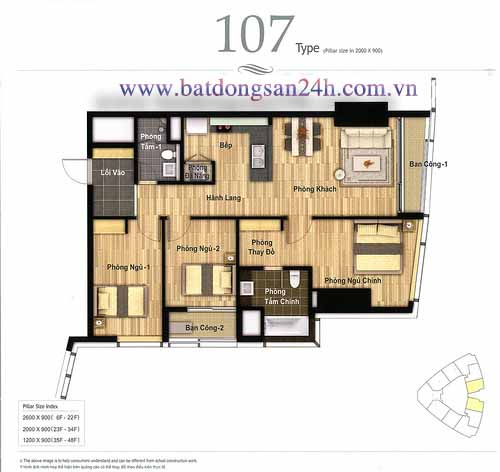 107 Type (Pillar size in 2000 X 900)
www.batdongsan24h.com.vn
Phòng Tắm -1
Bếp
Phòng Đa Năng
Lối Vào
Hành Lang
Phòng Khách
Ban Công-1
Phòng Ngủ -1
Phòng Ngủ -2
Phòng Thay Đồ
Phòng Ngủ Chính
Phòng Tắm Chính
Ban Công-2
Pillar Size Index
2600 X 900( 6F - 22F)
2000 X 900(23F - 34F)
1200 X 900(35F - 48F)
The above image is to help consumers understand and can be different from actual construction work.